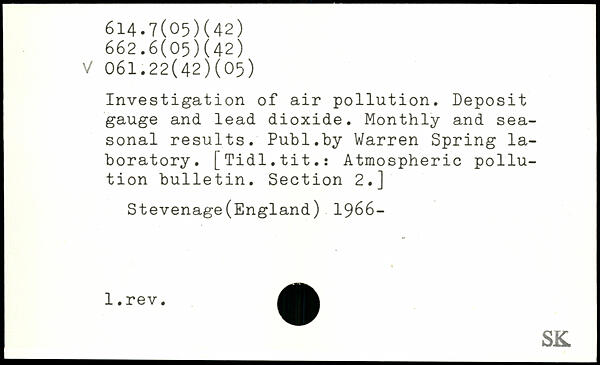 614.7(05)(42)
662.6(05)(42)
V 061.22(42)(05)
Investigation of air pollution. Deposit
gauge and lead dioxide. Monthly and sea-
sonal results. Publ.by Warren Spring la-
boratory. [Tidl.tit.: Atmospheric pollu-
tion bulletin. Section 2.]
Stevenage(England) 1966-
1.rev.
SK